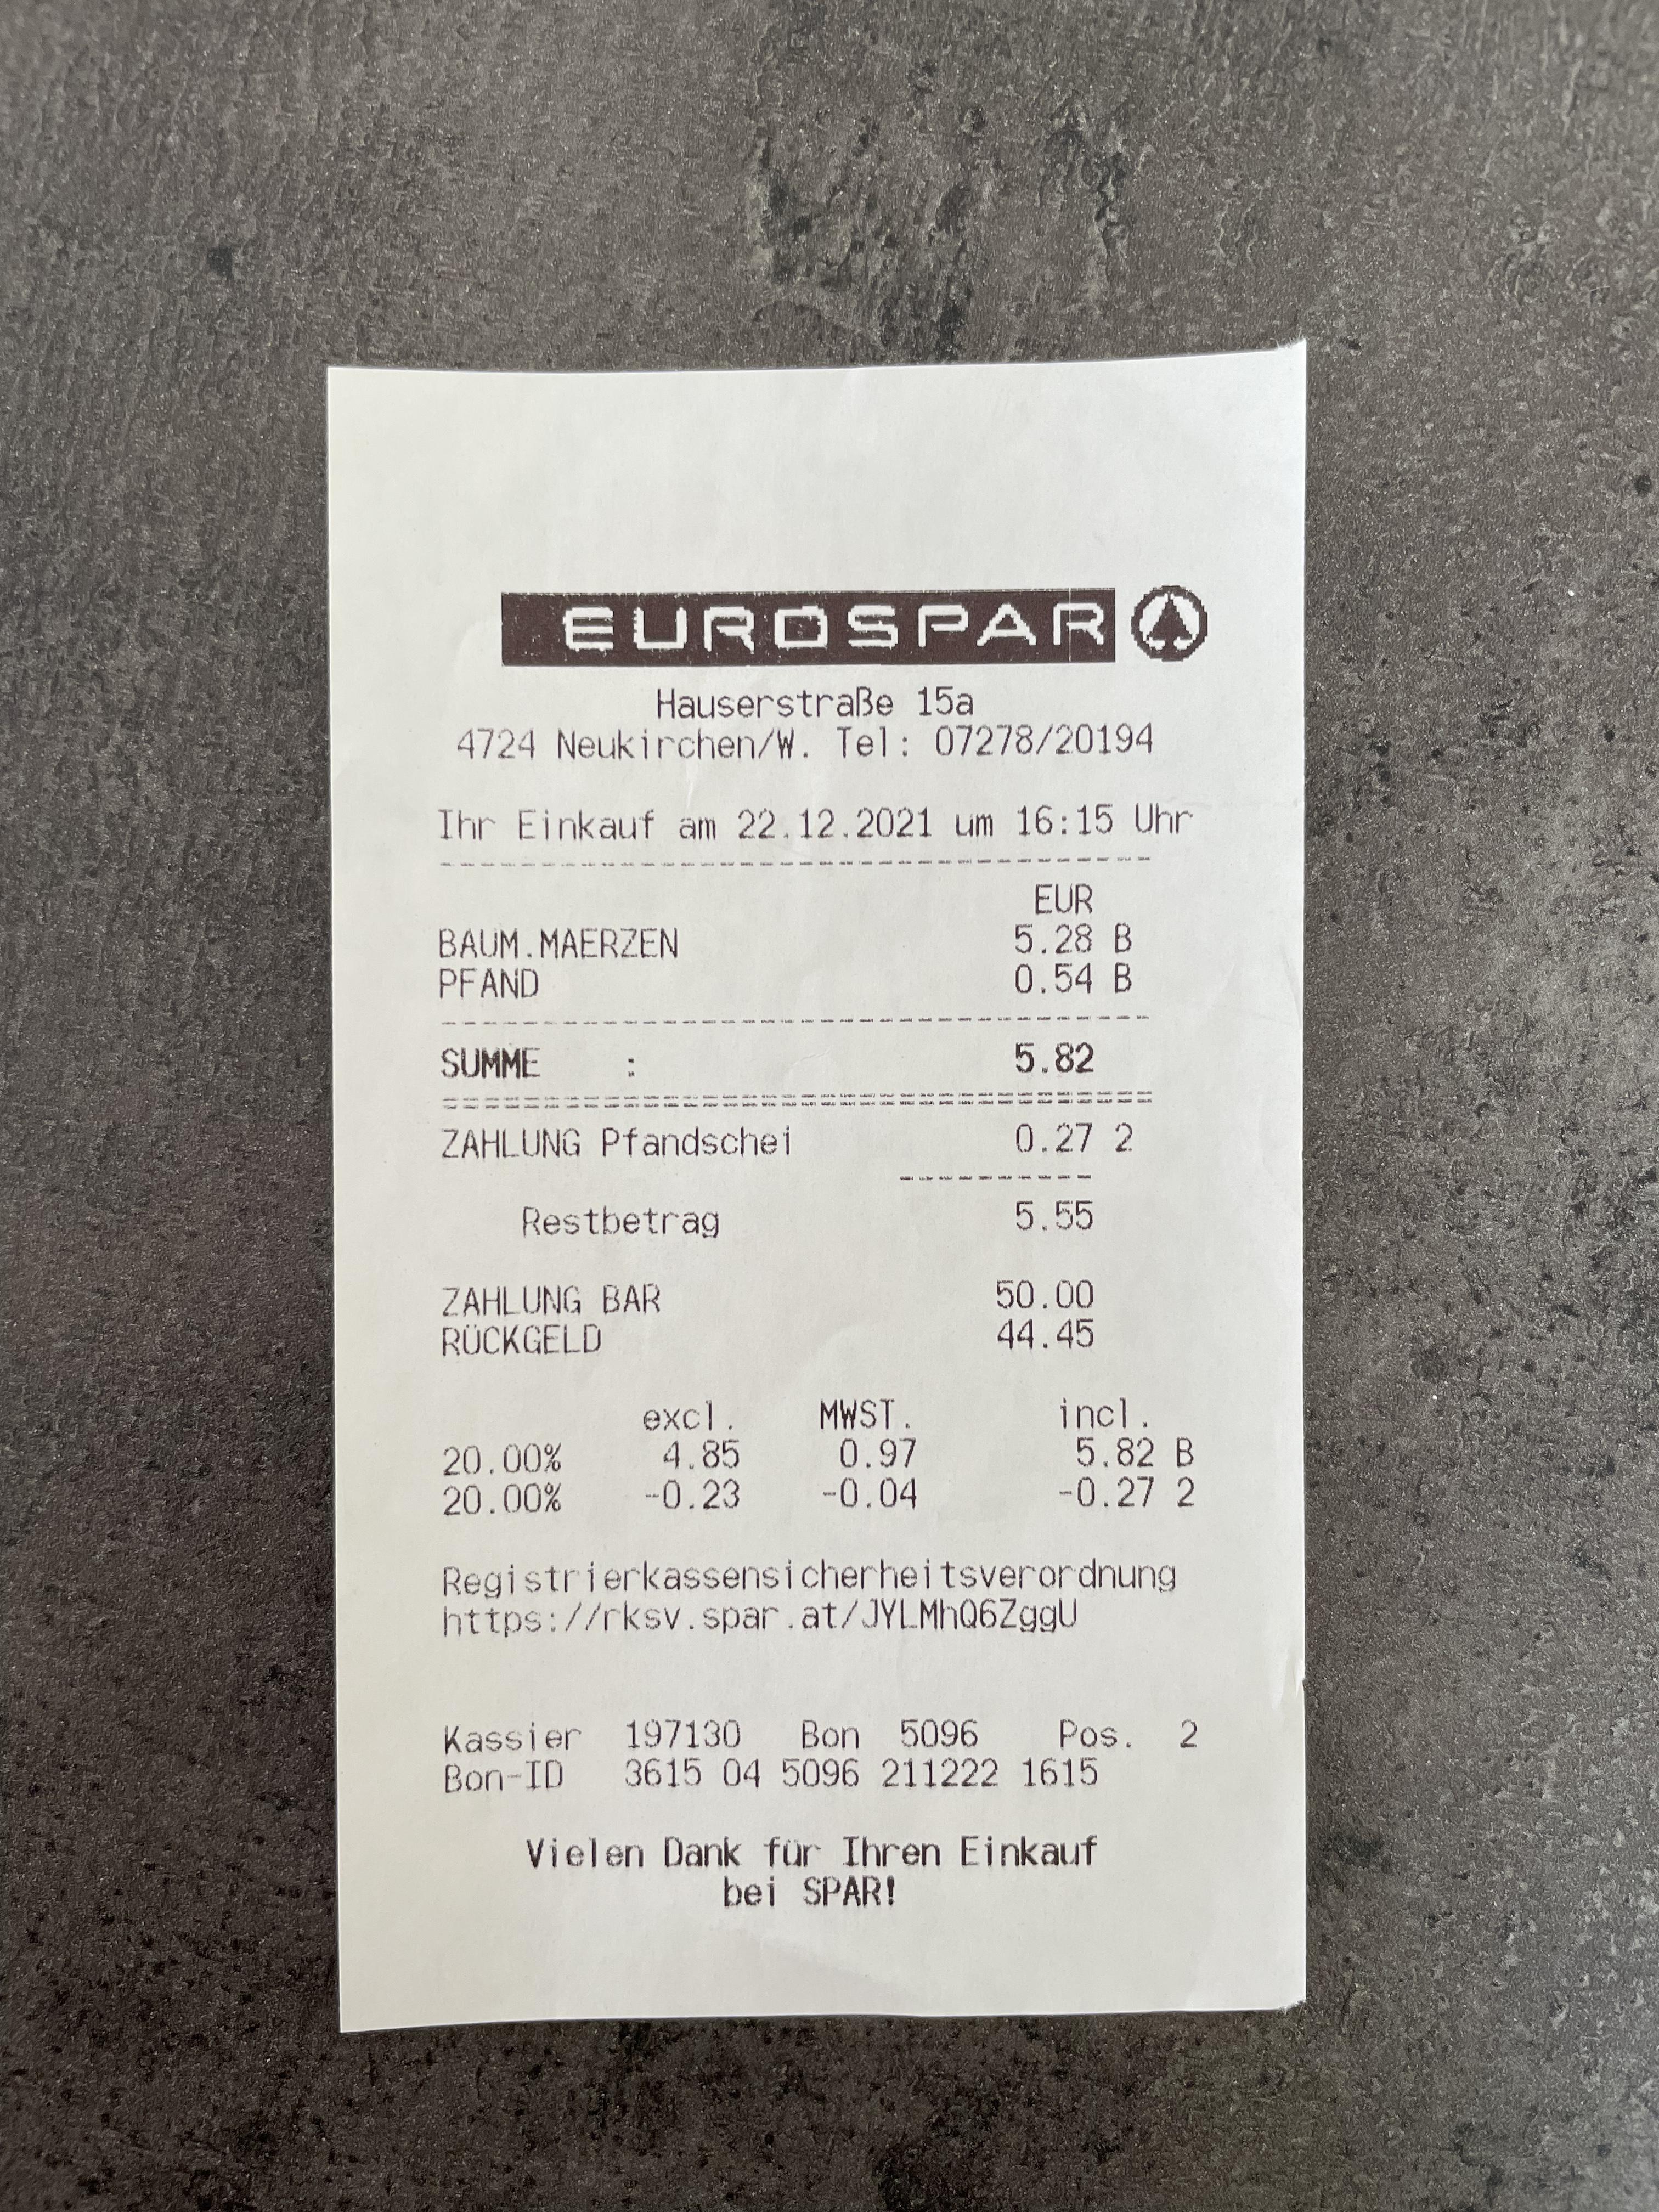 EUROSPAR
Hauserstraße 15a
4724 Neukirchen/W. Tel: 07278/20194
Ihr Einkauf am 22.12.2021 um 16:15 Uhr
EUR
BAUM.MAERZEN 5.28 B
PFAND 0.54 B
SUMME : 5.82
ZAHLUNG Pfandschei 0.27 2
Restbetrag 5.55
ZAHLUNG BAR 50.00
RÜCKGELD 44.45
excl. MWST. incl.
20.00% 4.85 0.97 5.82 B
20.00% -0.23 -0.04 -0.27 2
Registrierkassensicherheitsverordnung
https://rksv.spar.at/JYLMhQ6ZggU
Kassier 197130 Bon 5096 Pos. 2
Bon-ID 3615 04 5096 211222 1615
Vielen Dank für Ihren Einkauf
bei SPAR!